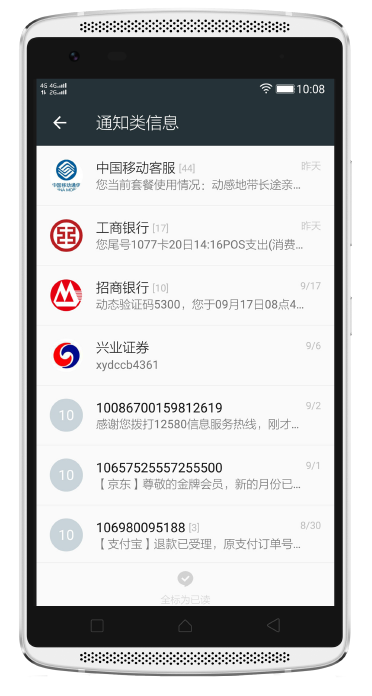 4G 4G
1L 2G
10:08
通知类信息
中国移动客服 [44]
昨天
您当前套餐使用情况：动感地带长途亲...
中国移动通信
工商银行 [17]
昨天
您尾号1077卡20日14:16POS支出(消费...
招商银行 [10]
9/17
动态验证码5300，您于09月17日08点4...
兴业证券
9/6
xydccb4361
10
10086700159812619
9/2
感谢您拨打12580信息服务热线，刚才...
10
10657525557255500
9/1
【京东】尊敬的金牌会员，新的月份已...
10
106980095188 [3]
8/30
【支付宝】退款已受理，原支付订单号...
全标为已读